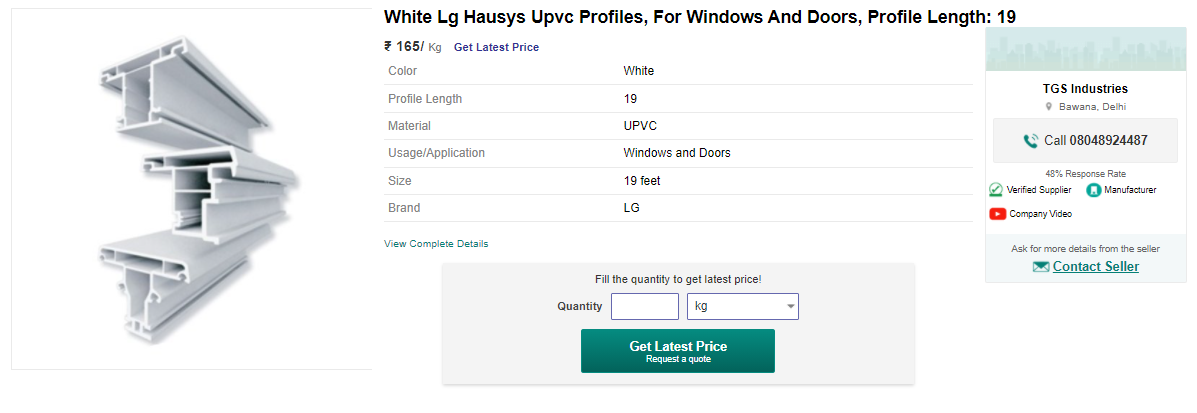 White Lg Hausys Upvc Profiles, For Windows And Doors, Profile Length: 19
₹ 165/ Kg Get Latest Price
Color White
Profile Length 19
Material UPVC
Usage/Application Windows and Doors
Size 19 feet
Brand LG
View Complete Details
Fill the quantity to get latest price!
Quantity kg
Get Latest Price
Request a quote
TGS Industries
Bawana, Delhi
Call 08048924487
48% Response Rate
Verified Supplier Manufacturer
Company Video
Ask for more details from the seller
Contact Seller